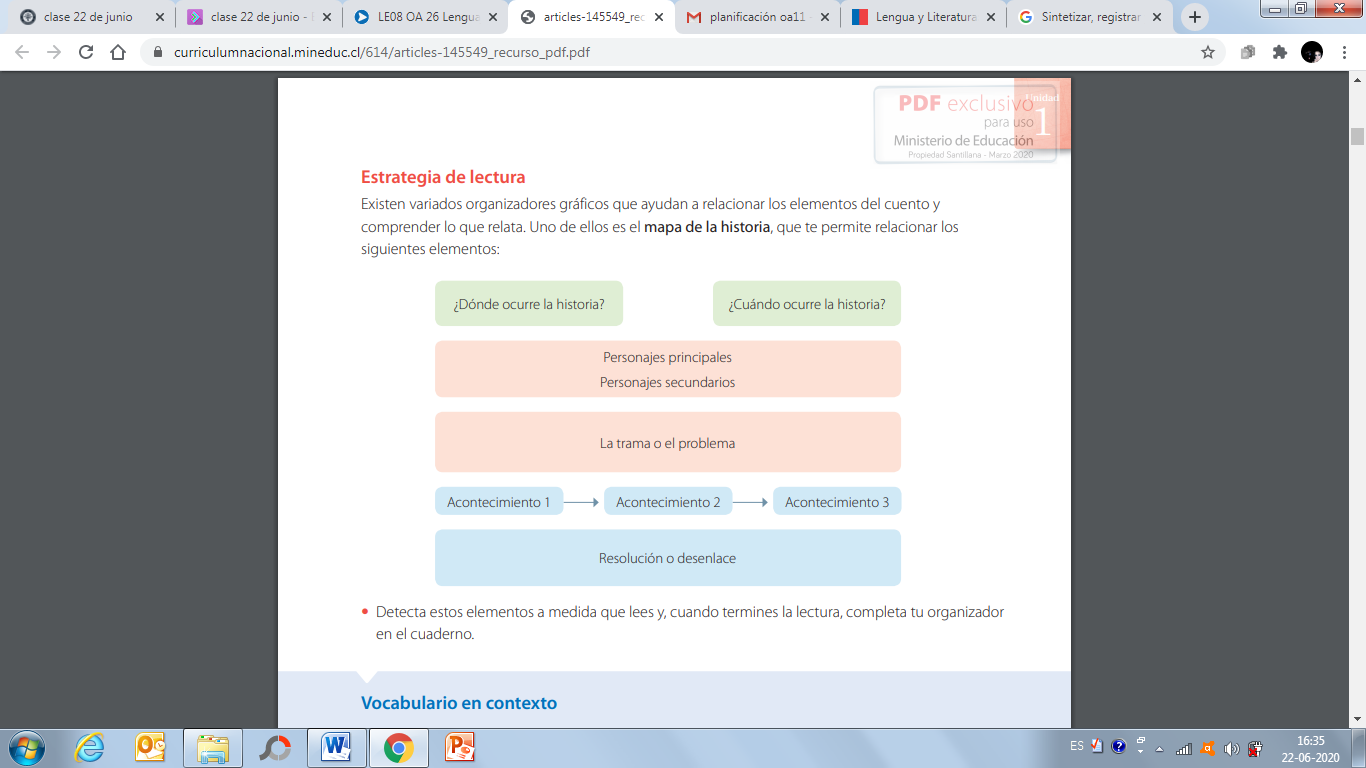 clase 22 de junio
clase 22 de junio -
LE08 OA 26 Lengua
articles-145549_rec
planificación oa11
Lengua y Literatura
Sintetizar, registrar
curriculumnacional.mineduc.cl/614/articles-145549_recurso_pdf.pdf
PDF exclusivo
Unidad
para uso
1
Ministerio de Educación
Propiedad Santillana - Marzo 2020
Estrategia de lectura
Existen variados organizadores gráficos que ayudan a relacionar los elementos del cuento y
comprender lo que relata. Uno de ellos es el mapa de la historia, que te permite relacionar los
siguientes elementos:
¿Dónde ocurre la historia?
¿Cuándo ocurre la historia?
Personajes principales
Personajes secundarios
La trama o el problema
Acontecimiento 1
Acontecimiento 2
Acontecimiento 3
Resolución o desenlace
• Detecta estos elementos a medida que lees y, cuando termines la lectura, completa tu organizador
en el cuaderno.
Vocabulario en contexto
ES
16:35
22-06-2020